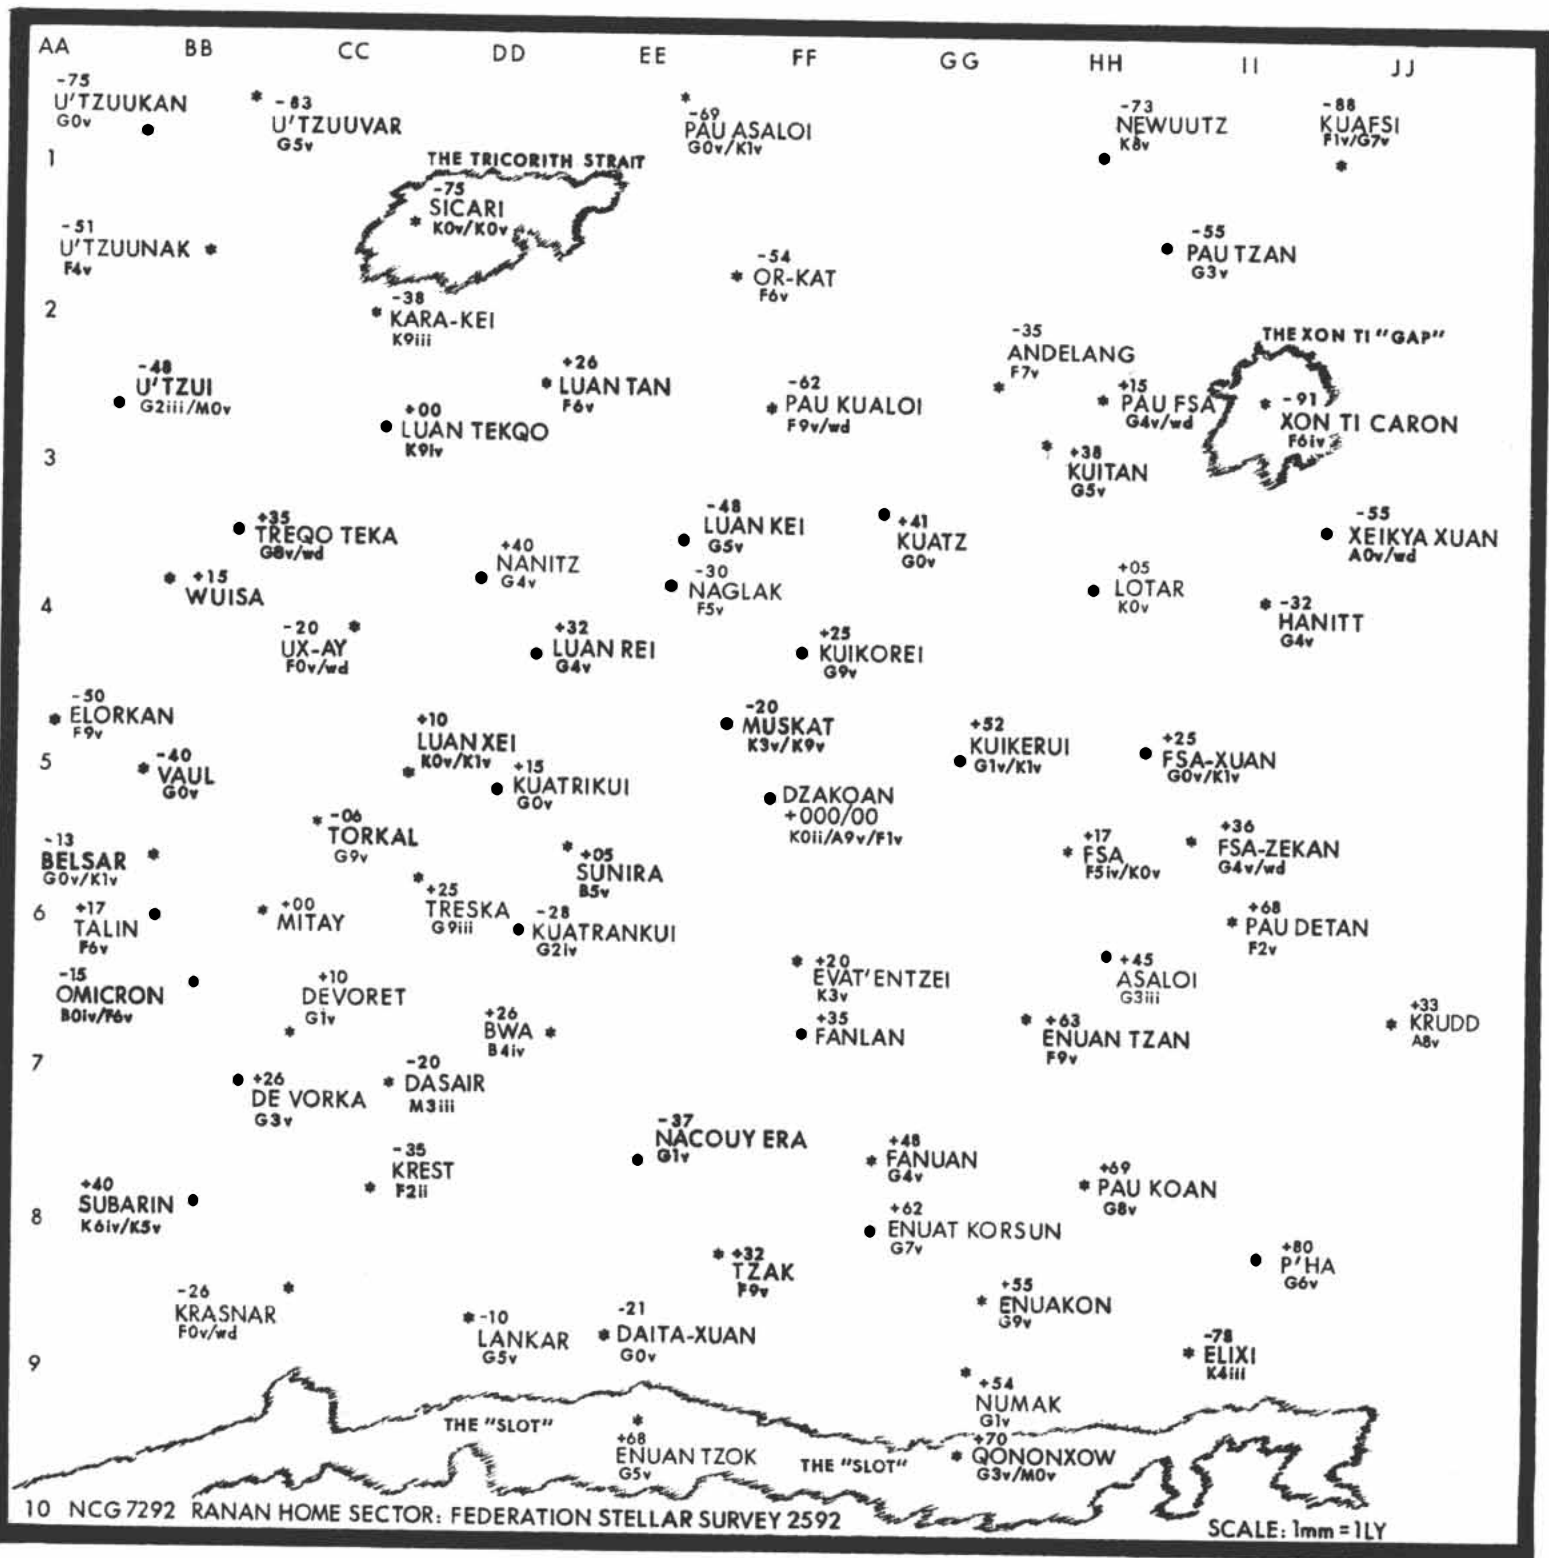 AA BB CC DD EE FF GG HH II JJ
-75
U'TZUUKAN
G0v
-83
U'TZUUVAR
G5v
-69
PAU ASALOI
G0v/K1v
-73
NEWUUTZ
K8v
-88
KUAFSI
F1v/G7v
1
THE TRICORITH STRAIT
-75
SICARI
K0v/K0v
-51
U'TZUUNAK
F4v
-54
OR-KAT
F6v
-55
PAU TZAN
G3v
2
-38
KARA-KEI
K9iii
-35
ANDELANG
F7v
THE XON TI "GAP"
-48
U'TZUI
G2iii/M0v
+26
LUAN TAN
F6v
-62
PAU KUALOI
F9v/wd
+15
PAU FSA
G4v/wd
-91
XON TI CARON
F6iv
+00
LUAN TEKQO
K9iv
3
+38
KUITAN
G5v
+35
TREQO TEKA
G8v/wd
-48
LUAN KEI
G5v
+41
KUATZ
G0v
-55
XEIKYA XUAN
A0v/wd
+40
NANITZ
G4v
-30
NAGLAK
F5v
+05
LOTAR
K0v
+15
WUISA
4
-32
HANITT
G4v
-20
UX-AY
F0v/wd
+32
LUAN REI
G4v
+25
KUIKOREI
G9v
-50
ELORKAN
F9v
+10
LUAN XEI
K0v/K1v
-20
MUSKAT
K3v/K9v
+52
KUIKERUI
G1v/K1v
+25
FSA-XUAN
G0v/K1v
5
-40
VAUL
G0v
+15
KUATRIKUI
G0v
DZAKOAN
+000/00
K0ii/A9v/F1v
-06
TORKAL
G9v
-13
BELSAR
G0v/K1v
+05
SUNIRA
B5v
+17
FSA
F5iv/K0v
+36
FSA-ZEKAN
G4v/wd
6
+17
TALIN
F6v
+00
MITAY
+25
TRESKA
G9iii
-28
KUATRANKUI
G2iv
+68
PAU DETAN
F2v
-15
OMICRON
B0iv/F6v
+10
DEVORET
G1v
+20
EVAT'ENTZEI
K3v
+45
ASALOI
G3iii
+26
BWA
B4iv
+35
FANLAN
+63
ENUAN TZAN
F9v
+33
KRUDD
A8v
7
+26
DE VORKA
G3v
-20
DASAIR
M3iii
-37
NACOUY ERA
G1v
-35
KREST
F2ii
+48
FANUAN
G4v
+69
PAU KOAN
G8v
+40
SUBARIN
K6iv/K5v
8
+62
ENUAT KORSUN
G7v
+32
TZAK
F9v
+80
P'HA
G6v
-26
KRASNAR
F0v/wd
-10
LANKAR
G5v
-21
DAITA-XUAN
G0v
+55
ENUAKON
G9v
-78
ELIXI
K4iii
9
+54
NUMAK
G1v
THE "SLOT"
+68
ENUAN TZOK
G5v
THE "SLOT"
+70
QONONXOW
G3v/M0v
10 NCG 7292 RANAN HOME SECTOR: FEDERATION STELLAR SURVEY 2592
SCALE: 1mm = 1LY